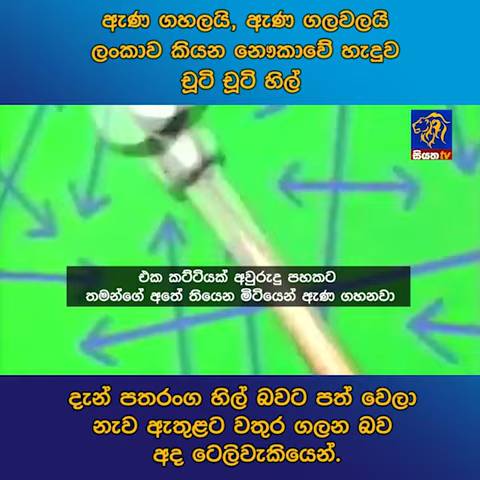 ඇණ ගහලයි, ඇණ ගලවලයි
ලංකාව කියන නෞකාවේ හැදුව
චූටි චූටි හිල්
සියත tv
එක කට්ටියක් අවුරුදු පහකට
තමන්ගේ අතේ තියෙන මිටියෙන් ඇණ ගහනවා
දැන් පතරංග හිල් බවට පත් වෙලා
නැව ඇතුළට වතුර ගලන බව
අද ටෙලිවැකියෙන්.